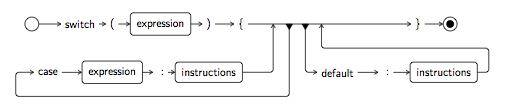 switch ( expression ) { }
case expression : instructions default : instructions